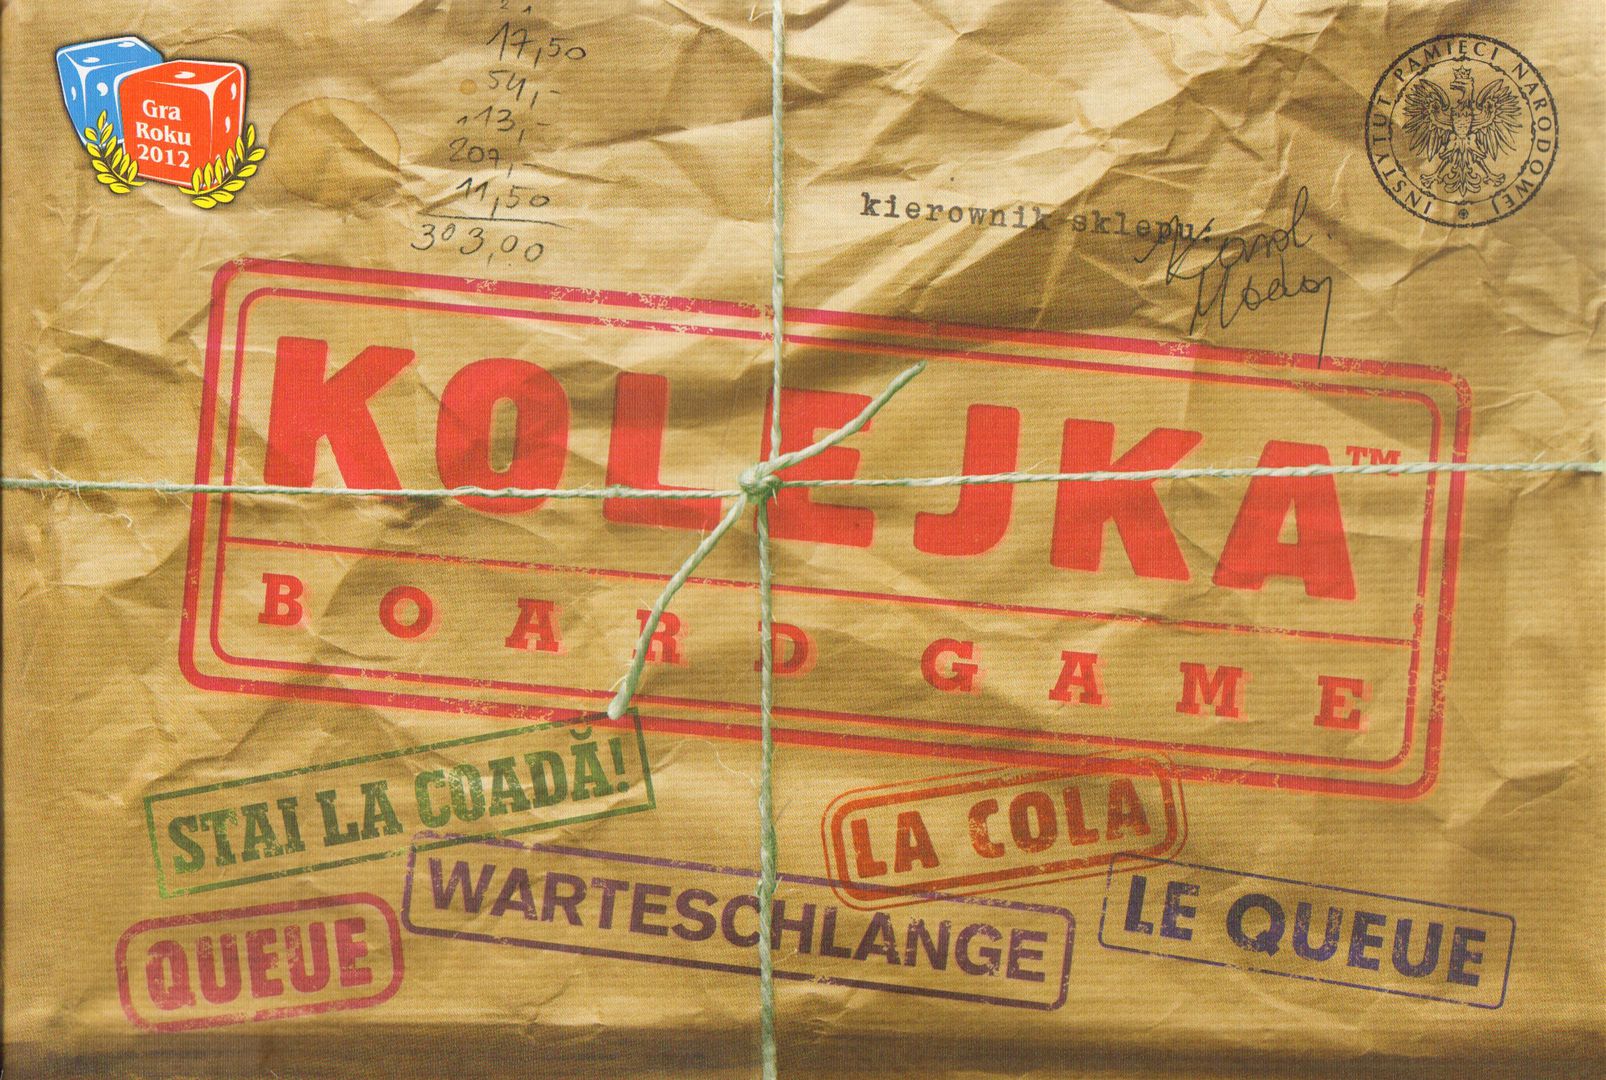 Gra
Roku
2012
17,50
54,-
13,-
207,-
11,50
303,00
INSTYTUT PAMIĘCI NARODOWEJ
kierownik sklepu:
KOLEJKA™
BOARD GAME
STAI LA COADĂ!
LA COLA
WARTESCHLANGE
LE QUEUE
QUEUE